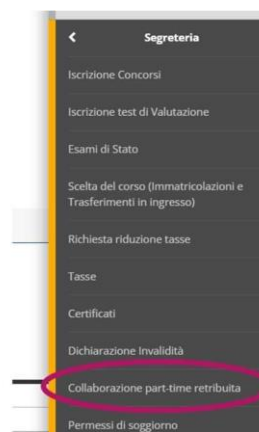 Segreteria
Iscrizione Concorsi
Iscrizione test di Valutazione
Esami di Stato
Scelta del corso (Immatricolazioni e
Trasferimenti in ingresso)
Richiesta riduzione tasse
Tasse
Certificati
Dichiarazione Invalidità
Collaborazione part-time retribuita
Permessi di soggiorno